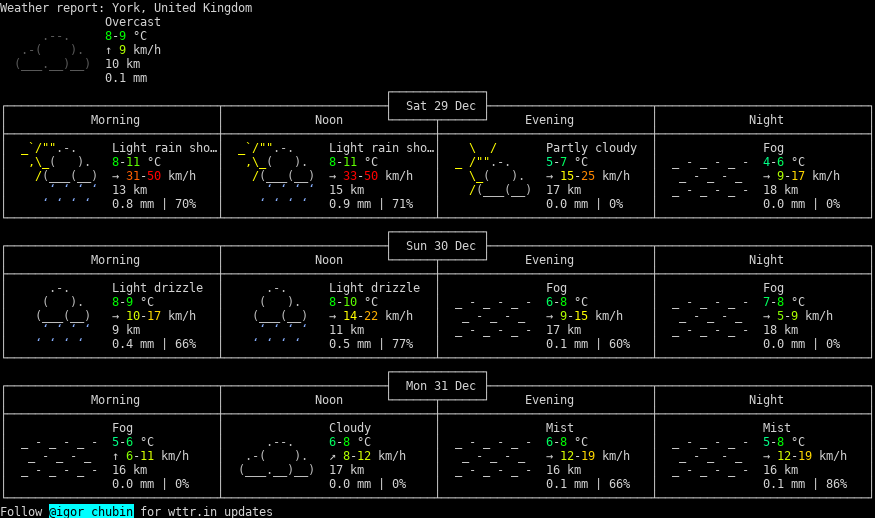 Weather report: York, United Kingdom
Overcast
8-9 °C
↑ 9 km/h
10 km
0.1 mm
Sat 29 Dec
Morning Noon Evening Night
Light rain sho… Light rain sho… Partly cloudy Fog
8-11 °C 8-11 °C 5-7 °C 4-6 °C
→ 31-50 km/h → 33-50 km/h → 15-25 km/h → 9-17 km/h
13 km 15 km 17 km 18 km
0.8 mm | 70% 0.9 mm | 71% 0.0 mm | 0% 0.0 mm | 0%
Sun 30 Dec
Morning Noon Evening Night
Light drizzle Light drizzle Fog Fog
8-9 °C 8-10 °C 6-8 °C 7-8 °C
→ 10-17 km/h → 14-22 km/h → 9-15 km/h → 5-9 km/h
9 km 11 km 17 km 18 km
0.4 mm | 66% 0.5 mm | 77% 0.1 mm | 60% 0.0 mm | 0%
Mon 31 Dec
Morning Noon Evening Night
Fog Cloudy Mist Mist
5-6 °C 6-8 °C 6-8 °C 5-8 °C
↑ 6-11 km/h ↗ 8-12 km/h → 12-19 km/h → 12-19 km/h
16 km 17 km 16 km 16 km
0.0 mm | 0% 0.0 mm | 0% 0.1 mm | 66% 0.1 mm | 86%
Follow @igor_chubin for wttr.in updates